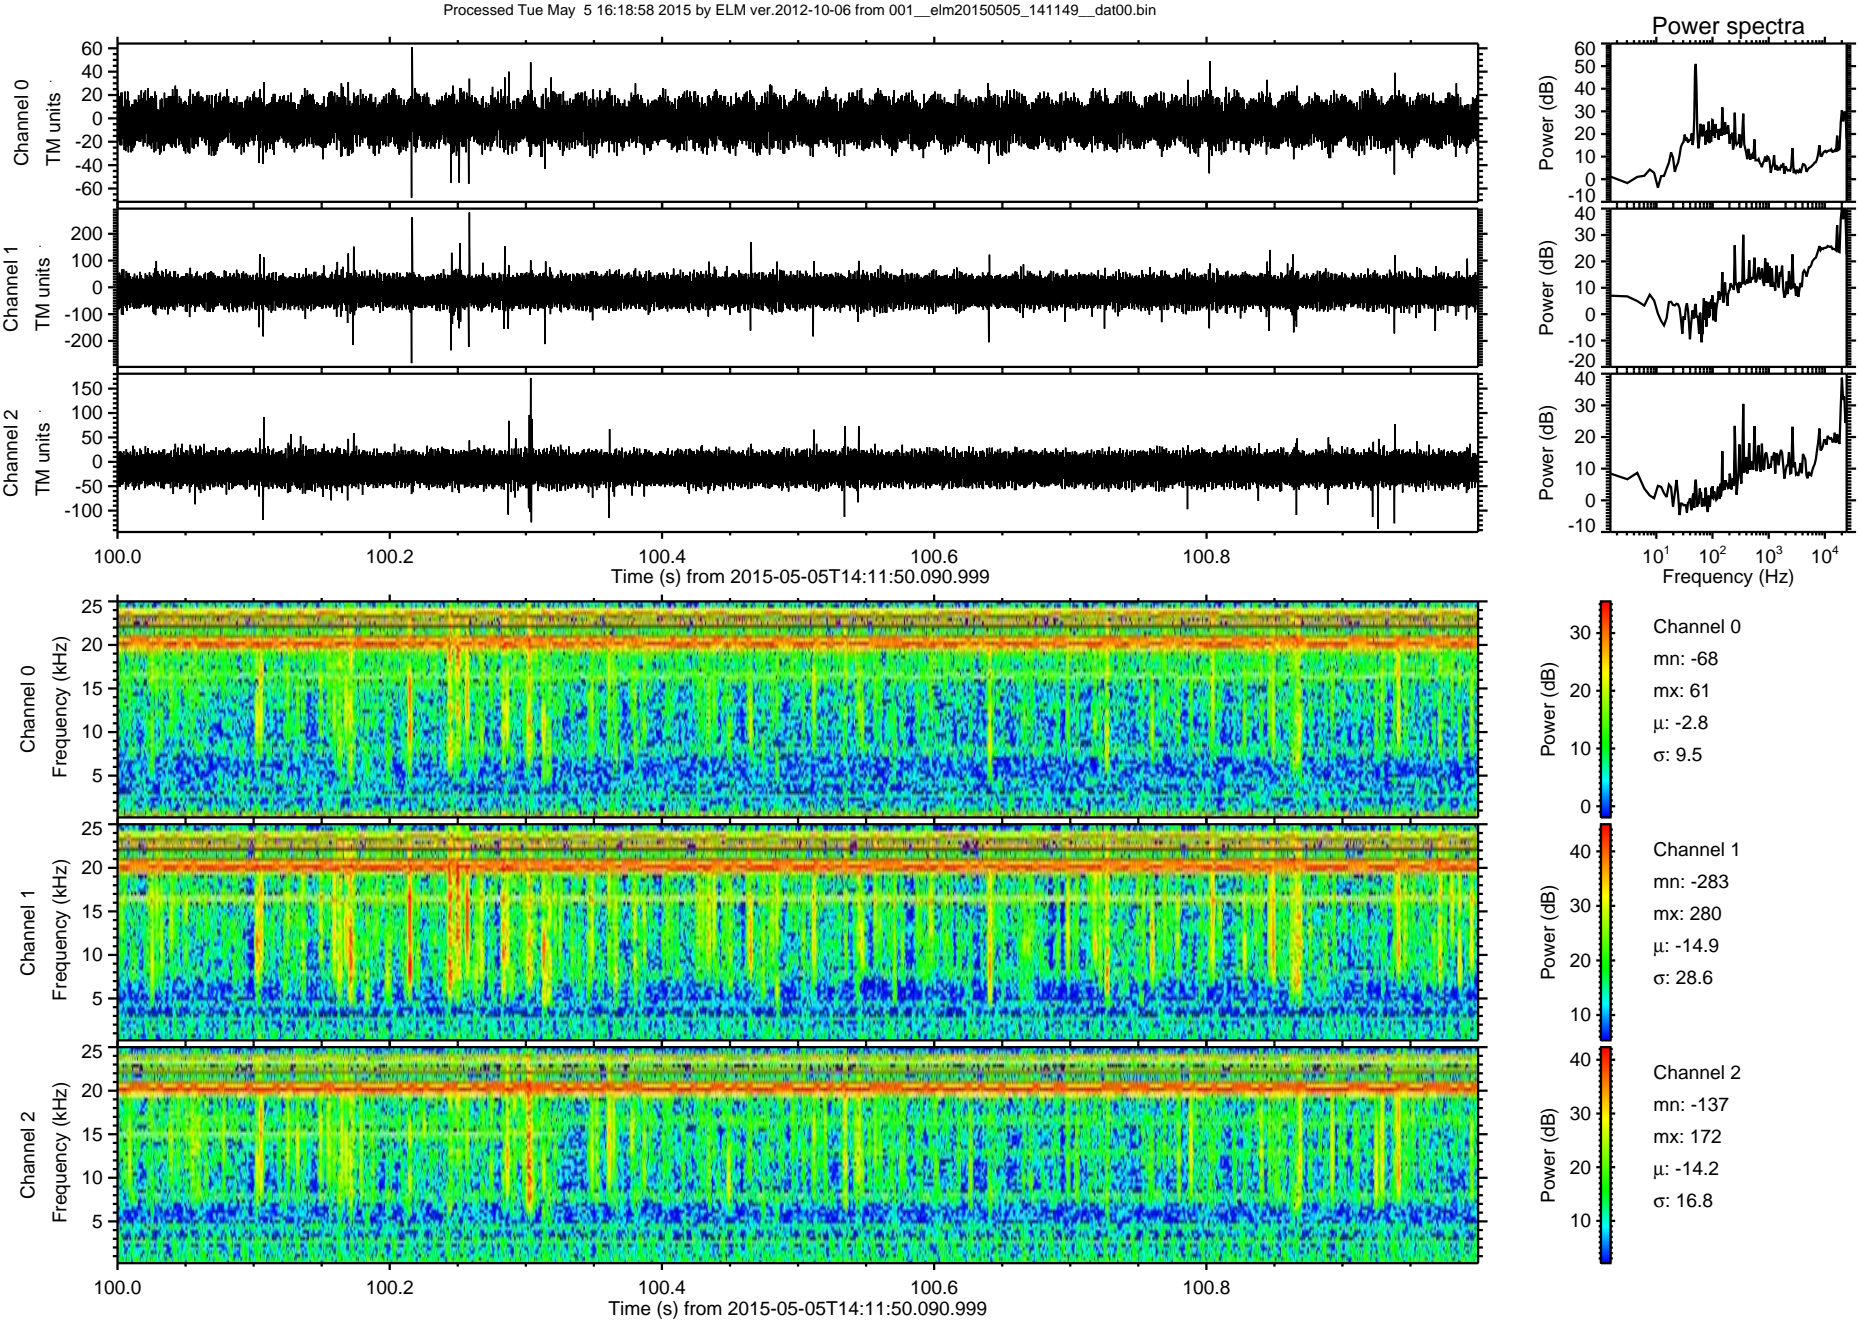 Processed Tue May  5 16:18:58 2015 by ELM ver.2012-10-06 from 001__elm20150505_141149__dat00.bin
Power spectra
Channel 0
TM units
60
40
20
0
-20
-40
-60
Power (dB)
60
50
40
30
20
10
0
-10
Channel 1
TM units
200
100
0
-100
-200
Power (dB)
40
30
20
10
0
-10
-20
Channel 2
TM units
150
100
50
0
-50
-100
Power (dB)
40
30
20
10
0
-10
100.0 100.2 100.4 100.6 100.8
Time (s) from 2015-05-05T14:11:50.090.999
10¹ 10² 10³ 10⁴
Frequency (Hz)
Channel 0
Frequency (kHz)
25
20
15
10
5
Power (dB)
30
20
10
0
Channel 0
mn: -68
mx: 61
μ: -2.8
σ: 9.5
Channel 1
Frequency (kHz)
25
20
15
10
5
Power (dB)
40
30
20
10
Channel 1
mn: -283
mx: 280
μ: -14.9
σ: 28.6
Channel 2
Frequency (kHz)
25
20
15
10
5
Power (dB)
40
30
20
10
Channel 2
mn: -137
mx: 172
μ: -14.2
σ: 16.8
100.0 100.2 100.4 100.6 100.8
Time (s) from 2015-05-05T14:11:50.090.999